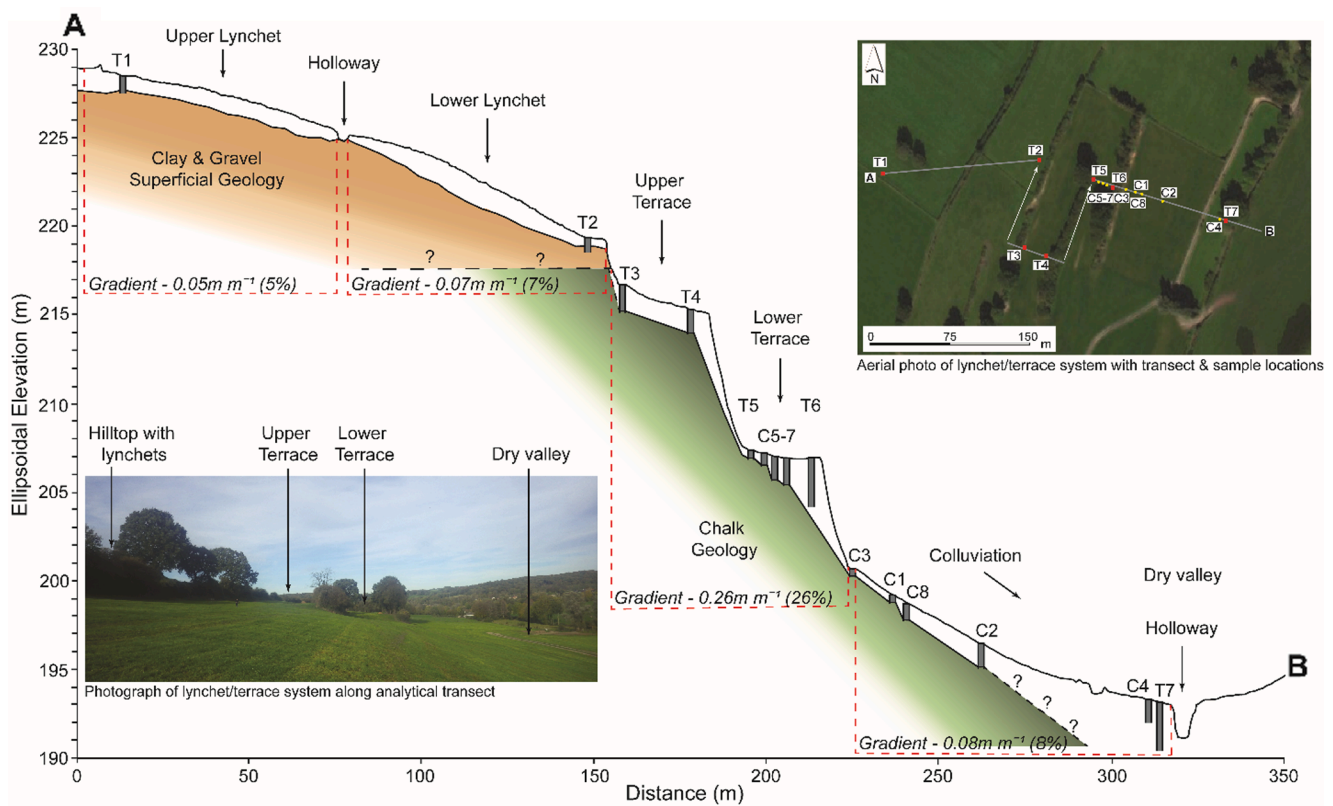 A
Upper Lynchet
Holloway
Lower Lynchet
T1
Clay & Gravel
Superficial Geology
Upper
Terrace
T2
?
?
Gradient - 0.05m m⁻¹ (5%)
Gradient - 0.07m m⁻¹ (7%)
T3
T4
Lower
Terrace
T5
T6
C5-7
Chalk
Geology
Gradient - 0.26m m⁻¹ (26%)
C3
C1
C8
Colluviation
C2
Dry valley
Holloway
C4
T7
B
?
?
?
Gradient - 0.08m m⁻¹ (8%)
Ellipsoidal Elevation (m)
230
225
220
215
210
205
200
195
190
0
50
100
150
200
250
300
350
Distance (m)
N
T1
A
T2
T5
T6
C1
C2
C5-7
C3
C8
T7
C4
B
T3
T4
0
75
150
m
Aerial photo of lynchet/terrace system with transect & sample locations
Hilltop with
lynchets
Upper
Terrace
Lower
Terrace
Dry valley
Photograph of lynchet/terrace system along analytical transect